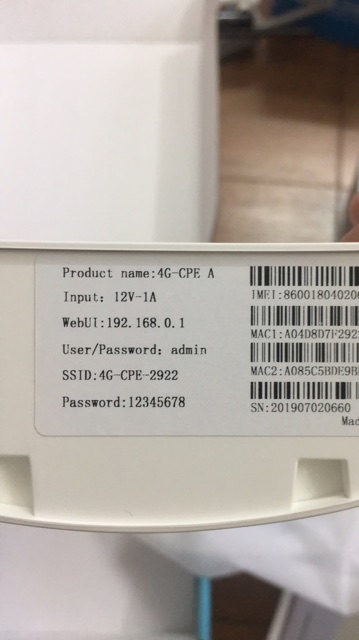 Product name:4G-CPE A
Input: 12V-1A
WebUI:192.168.0.1
User/Password: admin
SSID:4G-CPE-2922
Password:12345678
SN:201907020660